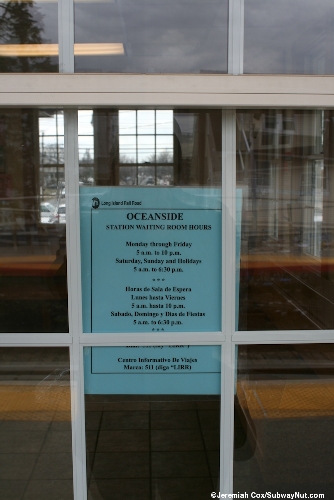 Long Island Rail Road
OCEANSIDE
STATION WAITING ROOM HOURS
Monday through Friday
5 a.m. to 10 p.m.
Saturday, Sunday and Holidays
5 a.m. to 6:30 p.m.
***
Horas de Sala de Espera
Lunes hasta Viernes
5 a.m. hasta 10 p.m.
Sabado, Domingo y Dias de Fiestas
5 a.m. to 6:30 p.m.
***
Centro Informativo De Viajes
Marca: 511 (diga "LIRR)
©Jeremiah Cox/SubwayNut.com